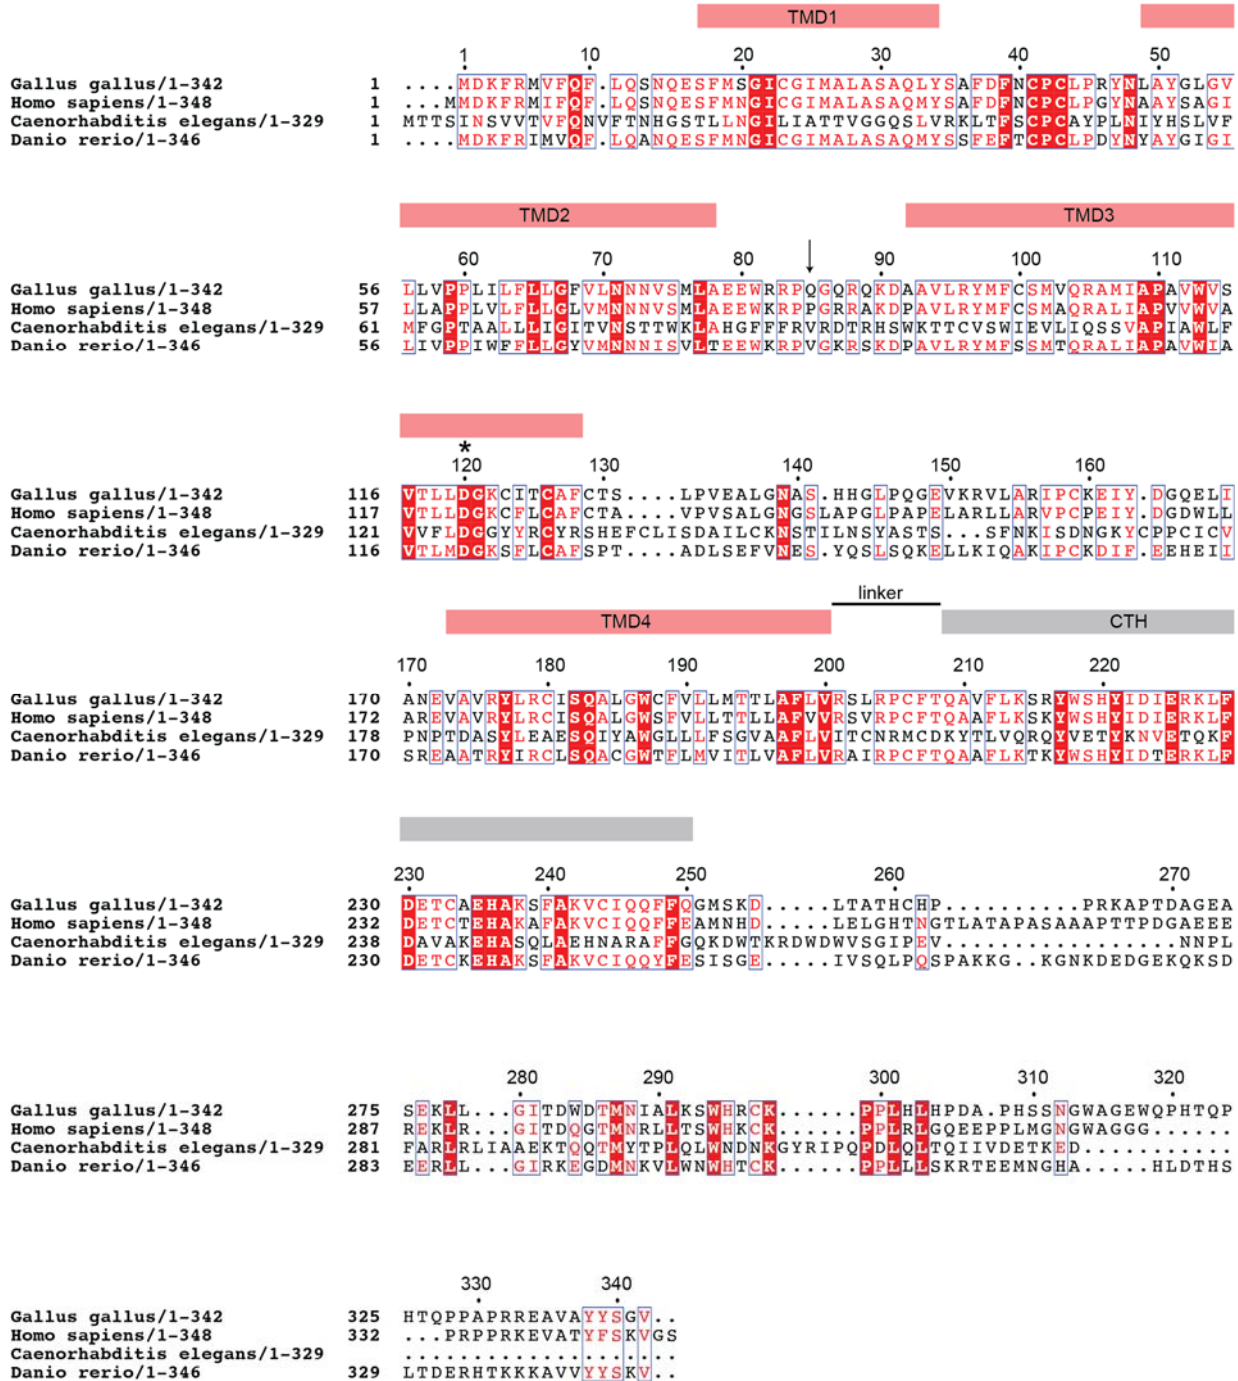 TMD1
1 10 20 30 40 50
Gallus gallus/1-342 1 ....MDKFRMVFQF.LQSNQESFMSGICGIMALASAQLYSAFDFNCPCLPRYNLAYGLGV
Homo sapiens/1-348 1 ...MMDKFRMIFQF.LQSNQESFMNGICGIMALASAQMYSAFDFNCPCLPGYNAAYSAGI
Caenorhabditis elegans/1-329 1 MTTSINSVVTVFQNVFTNHGSTLLNGILIATTVGGQSLVRKLTFSCPCAYPLNIYHSLVF
Danio rerio/1-346 1 ....MDKFRIMVQF.LQANQESFMNGICGIMALASAQMYSSFEFTCPCLPDYNYAYGIGI
TMD2 TMD3
60 70 80 ↓ 90 100 110
Gallus gallus/1-342 56 LLVPPLILFLLGFVLNNNVSMLAEEWRRPQGQRQKDAAVLRYMFCSMVQRAMIAPAVWVS
Homo sapiens/1-348 57 LLAPPLVLFLLGLVMNNNVSMLAEEWKRPPGRRAKDPAVLRYMFCSMAQRALIAPVVWVA
Caenorhabditis elegans/1-329 61 MFGPTAALLLIGITVNSTTWKLAHGFFFRVRDTRHSWKTTCVSWIEVLIQSSVAPIAWLF
Danio rerio/1-346 56 LIVPPIWFFLLGYVMNNNISVLTEEWKRPVGKRSKDPAVLRYMFSSMTQRALIAPAVWIA
*
120 130 140 150 160
Gallus gallus/1-342 116 VTLLDGKCITCAFCTS....LPVEALGNAS.HHGLPQGEVKRVLARIPCKEIY.DGQELI
Homo sapiens/1-348 117 VTLLDGKCFLCAFCTA....VPVSALGNGSLAPGLPAPELARLLARVPCPEIY.DGDWLL
Caenorhabditis elegans/1-329 121 VVFLDGGYYRCYRSHEFCLISDAILCKNSTILNSYASTS...SFNKISDNGKYCPPCICV
Danio rerio/1-346 116 VTLMDGKSFLCAFSPT....ADLSEFVNES.YQSLSQKELLKIQAKIPCKDIF.EEHEII
linker
TMD4 CTH
170 180 190 200 210 220
Gallus gallus/1-342 170 ANEVAVRYLRCISQALGWCFVLLMTTLAFLVRSLRPCFTQAVFLKSRYWSHYIDIERKLF
Homo sapiens/1-348 172 AREVAVRYLRCISQALGWSFVLLTTLLAFVVRSVRPCFTQAAFLKSKYWSHYIDIERKLF
Caenorhabditis elegans/1-329 178 PNPTDASYLEAESQIYAWGLLLFSGVAAFLVITCNRMCDKYTLVQRQYVETYKNVETQKF
Danio rerio/1-346 170 SREAATRYIRCLSQACGWTFLMVITLVAFLVRAIRPCFTQAAFLKTKYWSHYIDTERKLF
230 240 250 260 270
Gallus gallus/1-342 230 DETCAEHAKSFAKVCIQQFFQGMSKD.....LTATHCHP..........PRKAPTDAGEA
Homo sapiens/1-348 232 DETCTEHAKAFAKVCIQQFFEAMNHD.....LELGHTNGTLATAPASAAAPTTPDGAEEE
Caenorhabditis elegans/1-329 238 DAVAKEHASQLAEHNARAFFGQKDWTKRDWDWVSGIPEV.................NNPL
Danio rerio/1-346 230 DETCKEHAKSFAKVCIQQYFESISGE.....IVSQLPQSPAKKG..KGNKDEDGEKQKSD
280 290 300 310 320
Gallus gallus/1-342 275 SEKLL...GITDWDTMNIALKSWHRCK......PPLHLHPDA.PHSSNGWAGEWQPHTQP
Homo sapiens/1-348 287 REKLR...GITDQGTMNRLLTSWHKCK......PPLRLGQEEPPLMGNGWAGGG......
Caenorhabditis elegans/1-329 281 FARLRLIAAEKTQQTMYTPLQLWNDNKGYRIPQPDLQLTQIIVDETKED...........
Danio rerio/1-346 283 EERLL...GIRKEGDMNKVLWNWHTCK......PPLLLSKRTEEMNGHA.....HLDTHS
330 340
Gallus gallus/1-342 325 HTQPPAPRREAVAYYSGV..
Homo sapiens/1-348 332 ...PRPPRKEVATYFSKVGS
Caenorhabditis elegans/1-329 ....................
Danio rerio/1-346 329 LTDERHTKKKAVVYYSKV..